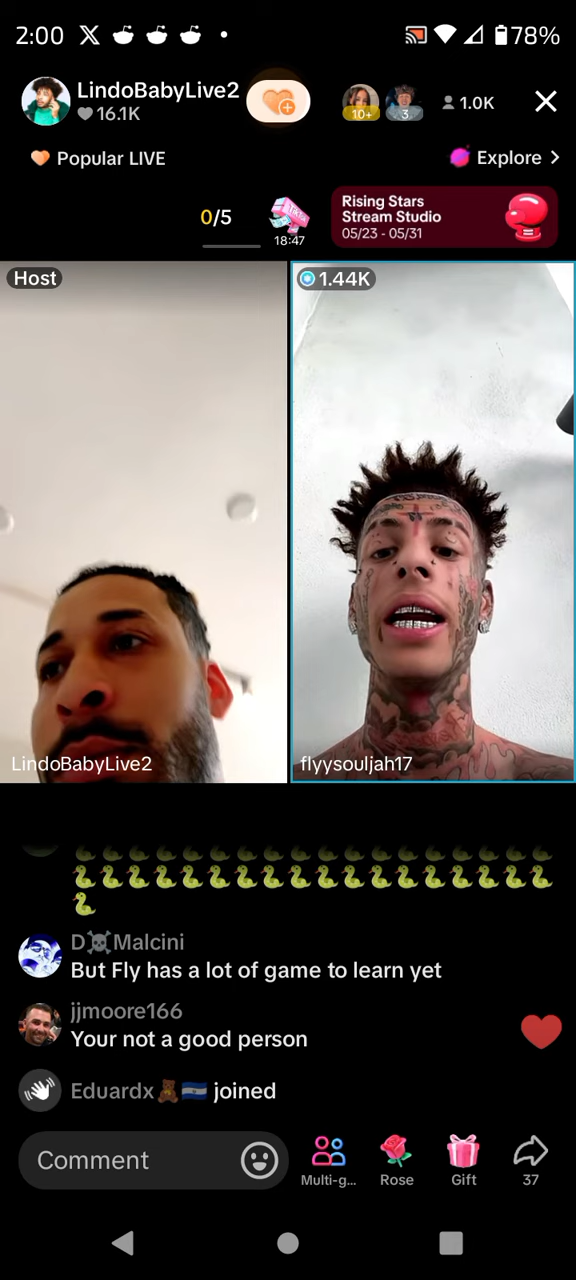 2:00
78%
LindoBabyLive2
16.1K
10+
3
1.0K
Popular LIVE
Explore >
0/5
18:47
Rising Stars
Stream Studio
05/23 - 05/31
Host
1.44K
LindoBabyLive2
flyysouljah17
D☠️Malcini
But Fly has a lot of game to learn yet
jjmoore166
Your not a good person
Eduardx🧸🇸🇻 joined
Comment
Multi-g...
Rose
Gift
37